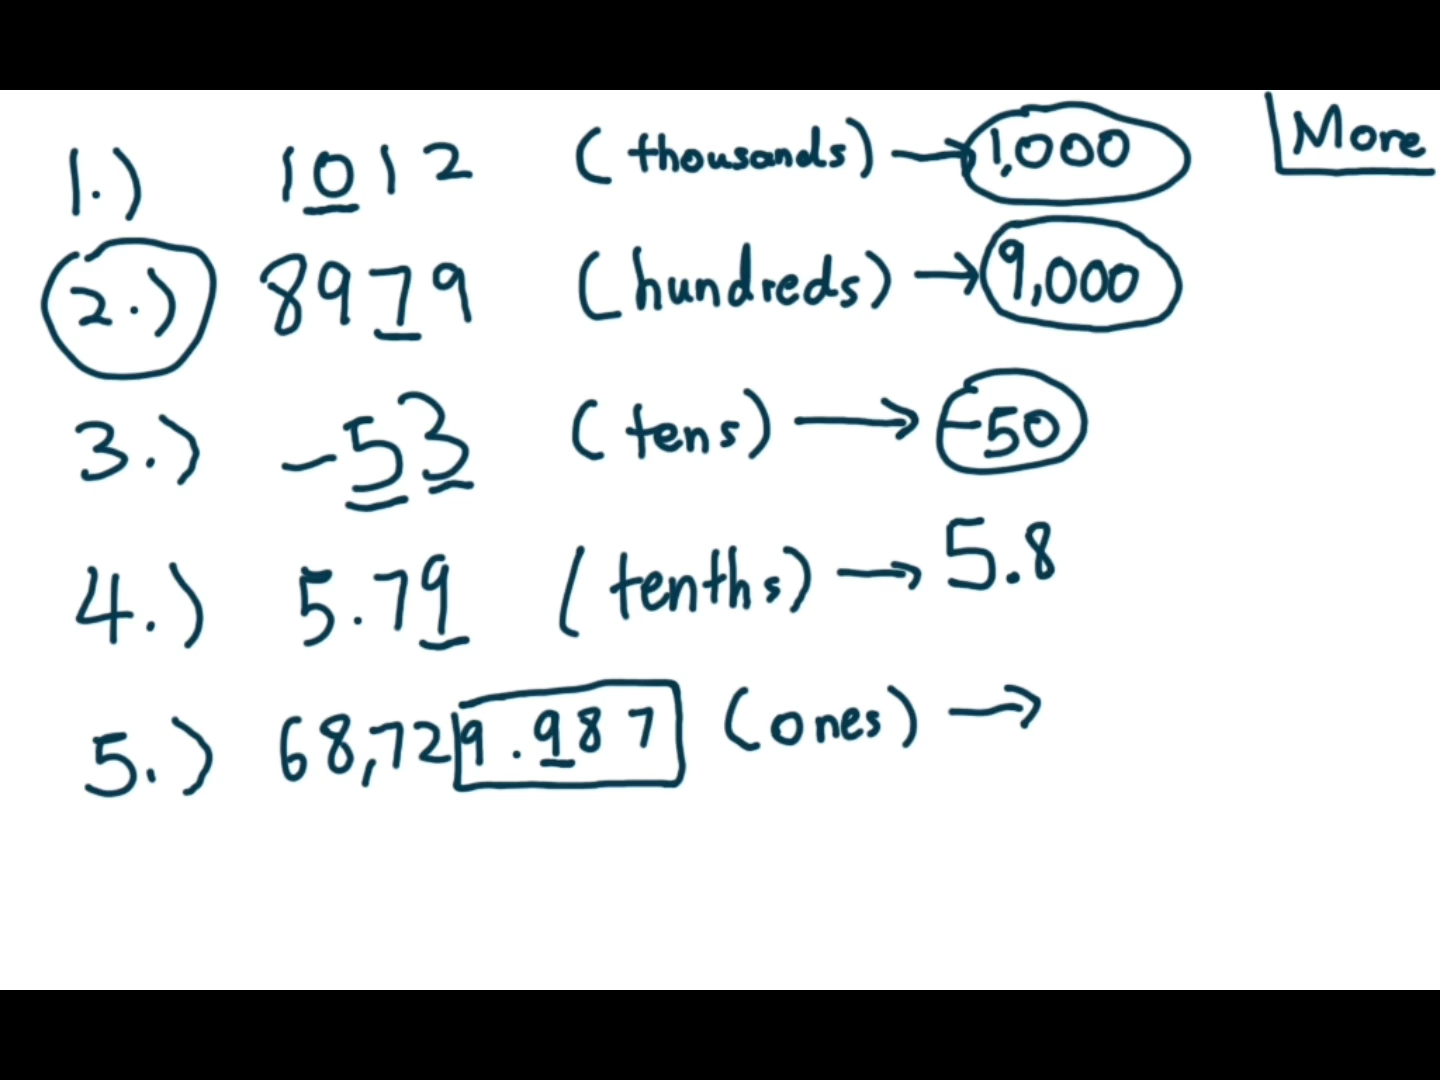 More
1.) 1012 (thousands) → 1,000
2.) 8979 (hundreds) → 9,000
3.) -53 (tens) → -50
4.) 5.79 (tenths) → 5.8
5.) 68,729.987 (ones) →